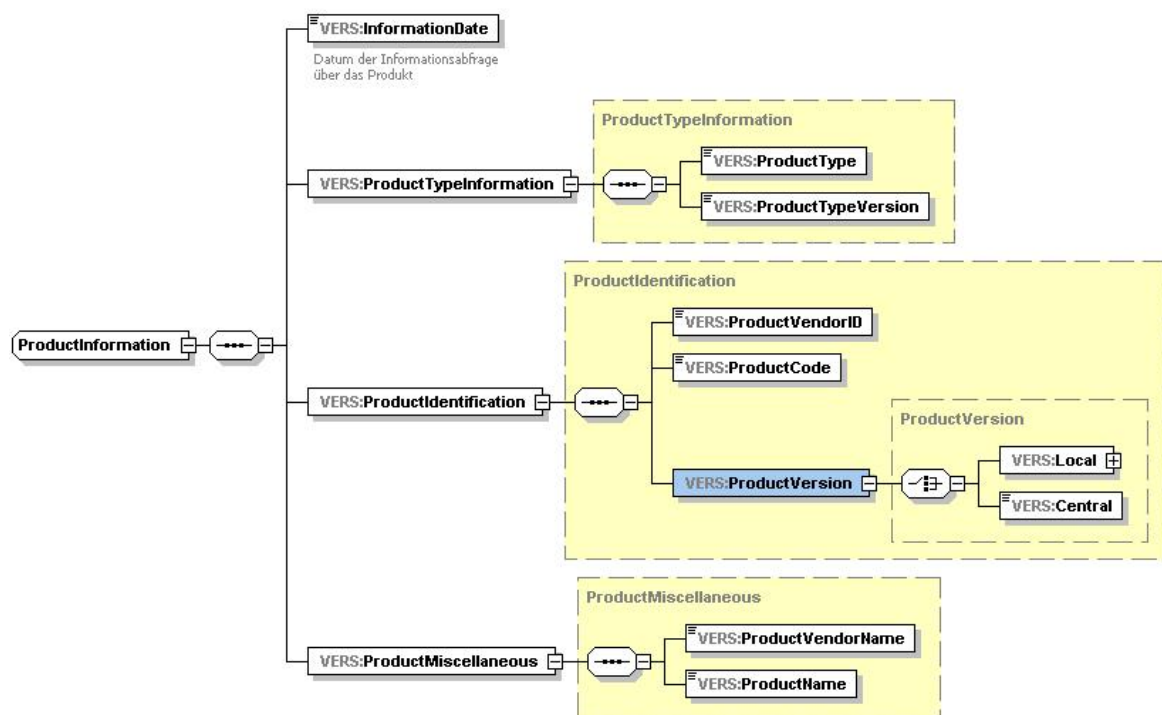 VERS:InformationDate
Datum der Informationsabfrage
über das Produkt
ProductTypeInformation
VERS:ProductType
VERS:ProductTypeInformation
VERS:ProductTypeVersion
ProductIdentification
VERS:ProductVendorID
ProductInformation
VERS:ProductCode
VERS:ProductIdentification
ProductVersion
VERS:Local
VERS:ProductVersion
VERS:Central
ProductMiscellaneous
VERS:ProductVendorName
VERS:ProductMiscellaneous
VERS:ProductName